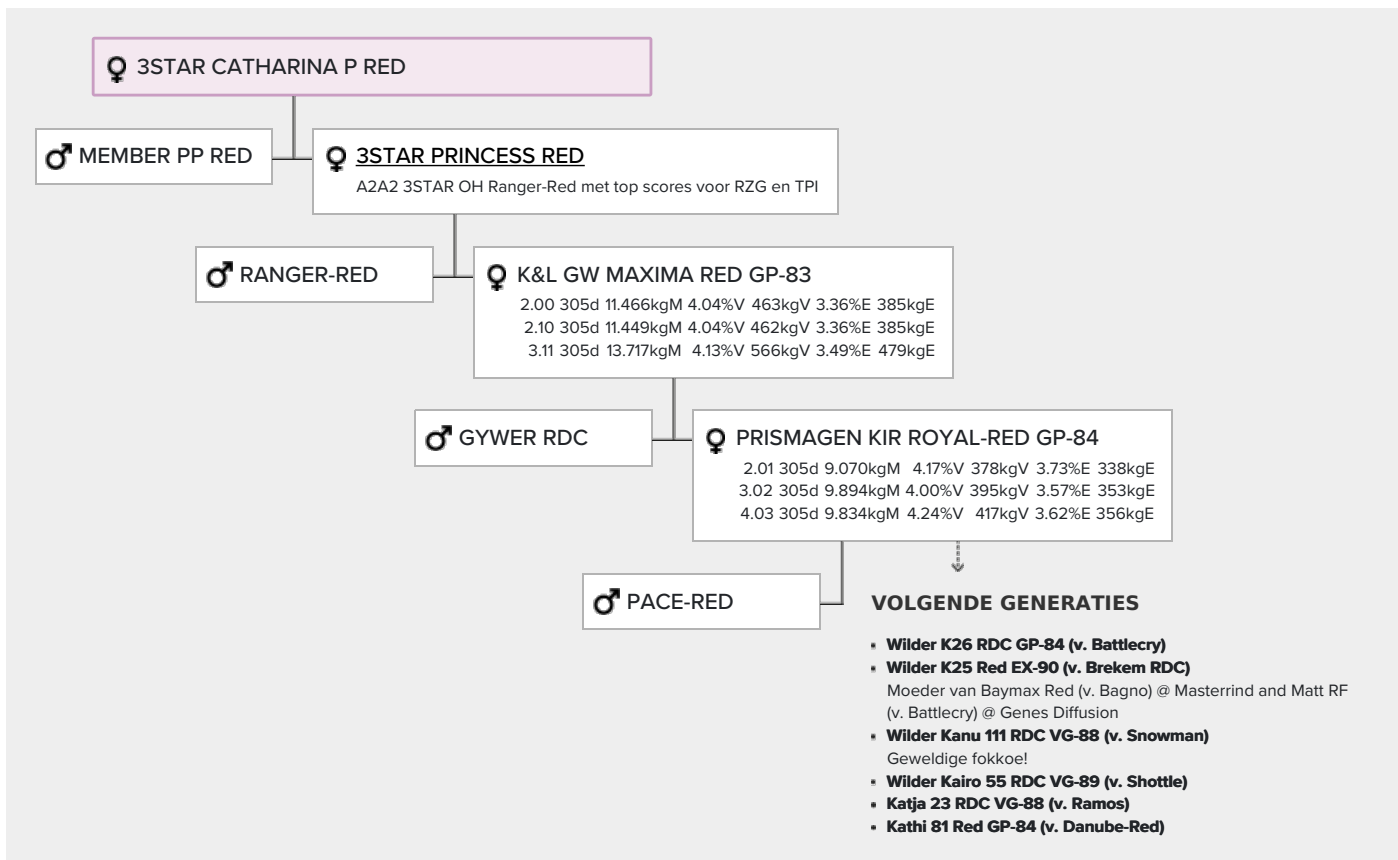 ♀ 3STAR CATHARINA P RED
♂ MEMBER PP RED
♀ 3STAR PRINCESS RED
A2A2 3STAR OH Ranger-Red met top scores voor RZG en TPI
♂ RANGER-RED
♀ K&L GW MAXIMA RED GP-83
2.00 305d 11.466kgM 4.04%V 463kgV 3.36%E 385kgE
2.10 305d 11.449kgM 4.04%V 462kgV 3.36%E 385kgE
3.11 305d 13.717kgM 4.13%V 566kgV 3.49%E 479kgE
♂ GYWER RDC
♀ PRISMAGEN KIR ROYAL-RED GP-84
2.01 305d 9.070kgM 4.17%V 378kgV 3.73%E 338kgE
3.02 305d 9.894kgM 4.00%V 395kgV 3.57%E 353kgE
4.03 305d 9.834kgM 4.24%V 417kgV 3.62%E 356kgE
♂ PACE-RED
VOLGENDE GENERATIES
▪ Wilder K26 RDC GP-84 (v. Battlecry)
▪ Wilder K25 Red EX-90 (v. Brekem RDC)
Moeder van Baymax Red (v. Bagno) @ Masterrind and Matt RF
(v. Battlecry) @ Genes Diffusion
▪ Wilder Kanu 111 RDC VG-88 (v. Snowman)
Geweldige fokkoe!
▪ Wilder Kairo 55 RDC VG-89 (v. Shottle)
▪ Katja 23 RDC VG-88 (v. Ramos)
▪ Kathi 81 Red GP-84 (v. Danube-Red)